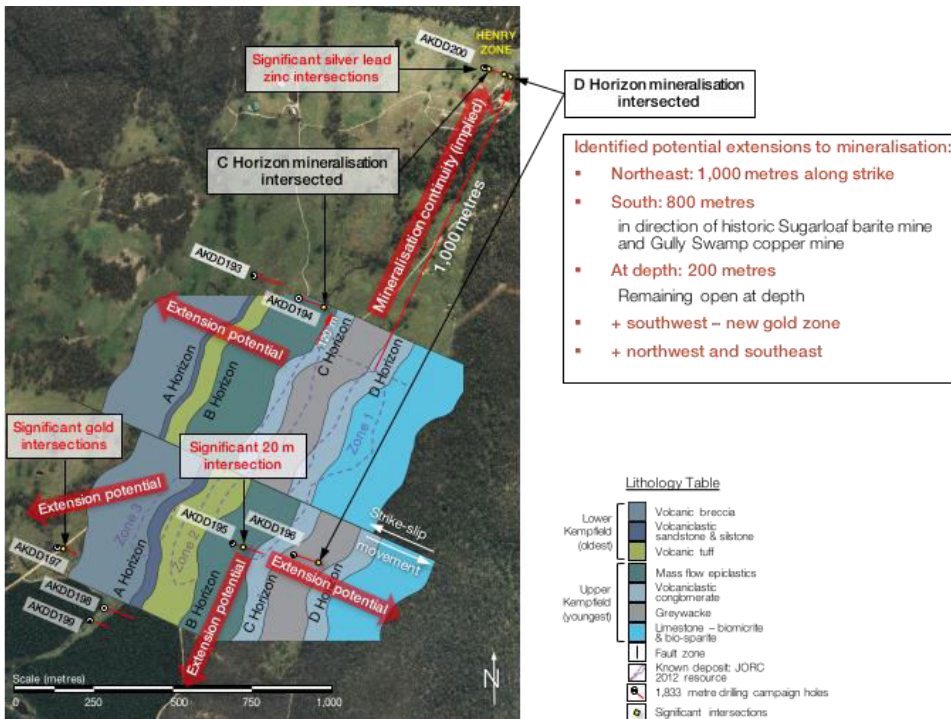 HENRY
ZONE
AKDD200
Significant silver lead
zinc intersections
D Horizon mineralisation
intersected
C Horizon mineralisation
intersected
Mineralisation continuity (implied)
1,000 metres
AKDD193
AKDD194
120 m
Extension potential
A Horizon
B Horizon
C Horizon
D Horizon
Zone 1
Significant gold
intersections
Significant 20 m
intersection
Extension potential
Zone 3
Zone 2
AKDD195
AKDD196
Strike-slip
movement
AKDD197
AKDD198
AKDD199
A Horizon
B Horizon
C Horizon
D Horizon
Extension potential
Extension potential
Scale (metres)
0 250 500 750 1,000
N
Identified potential extensions to mineralisation:
▪ Northeast: 1,000 metres along strike
▪ South: 800 metres
in direction of historic Sugarloaf barite mine
and Gully Swamp copper mine
▪ At depth: 200 metres
Remaining open at depth
▪ + southwest – new gold zone
▪ + northwest and southeast
Lithology Table
Lower
Kempfield
(oldest)
Volcanic breccia
Volcaniclastic
sandstone & siltstone
Volcanic tuff
Upper
Kempfield
(youngest)
Mass flow epiclastics
Volcaniclastic
conglomerate
Greywacke
Limestone – biomicrite
& bio-sparite
Fault zone
Known deposit: JORC
2012 resource
1,833 metre drilling campaign holes
Significant intersections